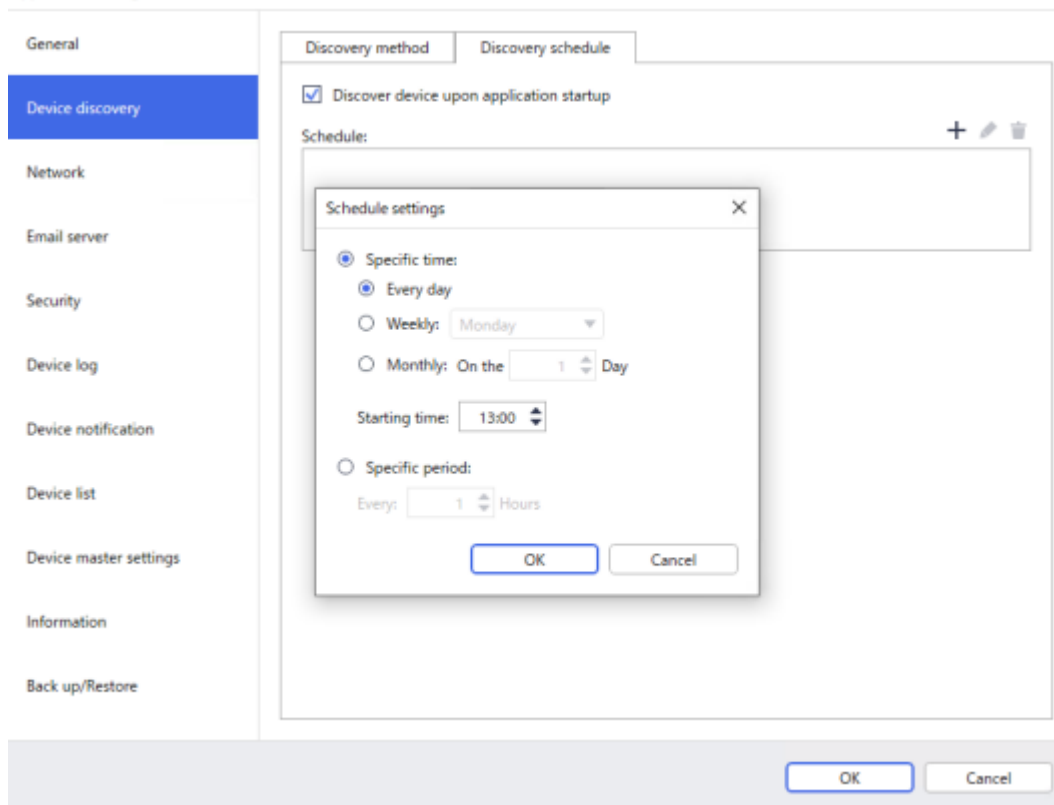 General
Device discovery
Network
Email server
Security
Device log
Device notification
Device list
Device master settings
Information
Back up/Restore
Discovery method
Discovery schedule
Discover device upon application startup
Schedule:
Schedule settings
Specific time:
Every day
Weekly: Monday
Monthly: On the 1 Day
Starting time: 13:00
Specific period:
Every: 1 Hours
OK Cancel
OK Cancel